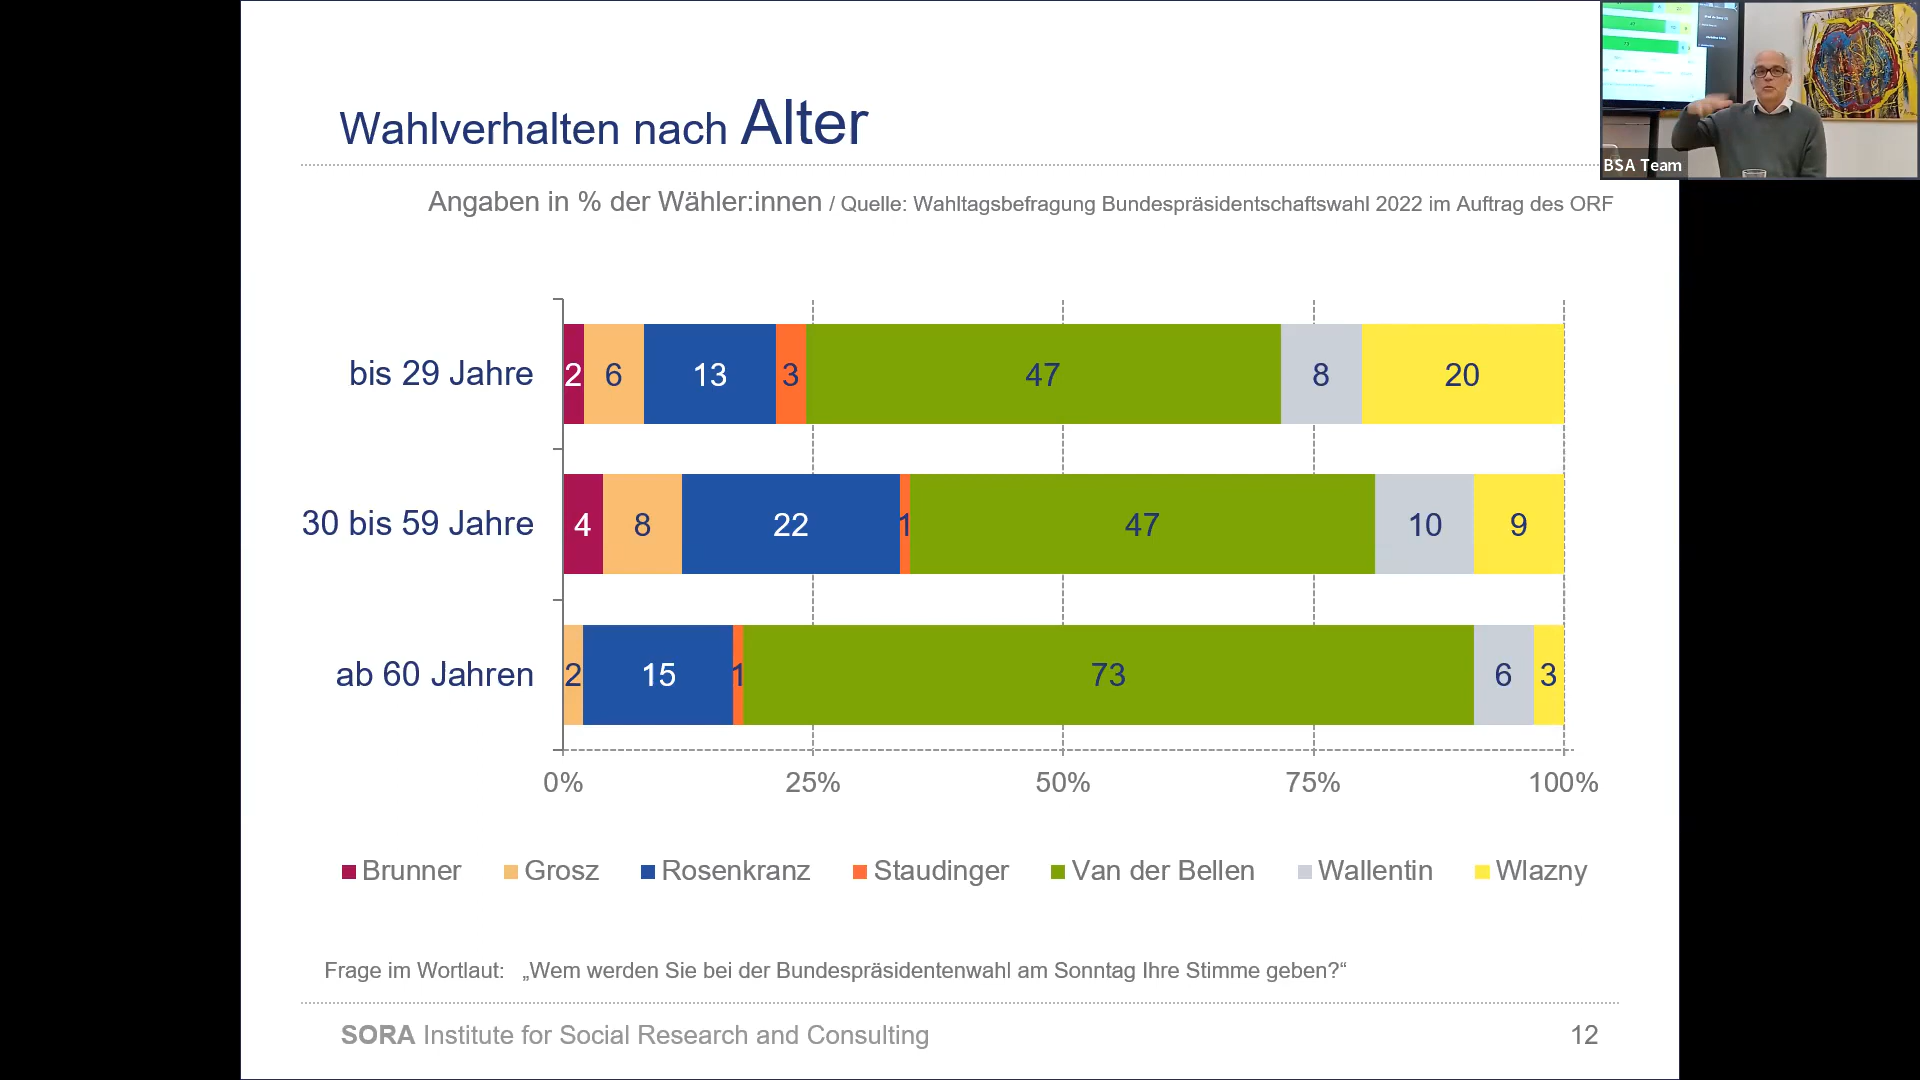 Wahlverhalten nach Alter
BSA Team
Angaben in % der Wähler:innen / Quelle: Wahltagsbefragung Bundespräsidentschaftswahl 2022 im Auftrag des ORF
bis 29 Jahre 2 6 13 3 47 8 20
30 bis 59 Jahre 4 8 22 1 47 10 9
ab 60 Jahren 2 15 1 73 6 3
0% 25% 50% 75% 100%
Brunner Grosz Rosenkranz Staudinger Van der Bellen Wallentin Wlazny
Frage im Wortlaut: „Wem werden Sie bei der Bundespräsidentenwahl am Sonntag Ihre Stimme geben?“
SORA Institute for Social Research and Consulting 12